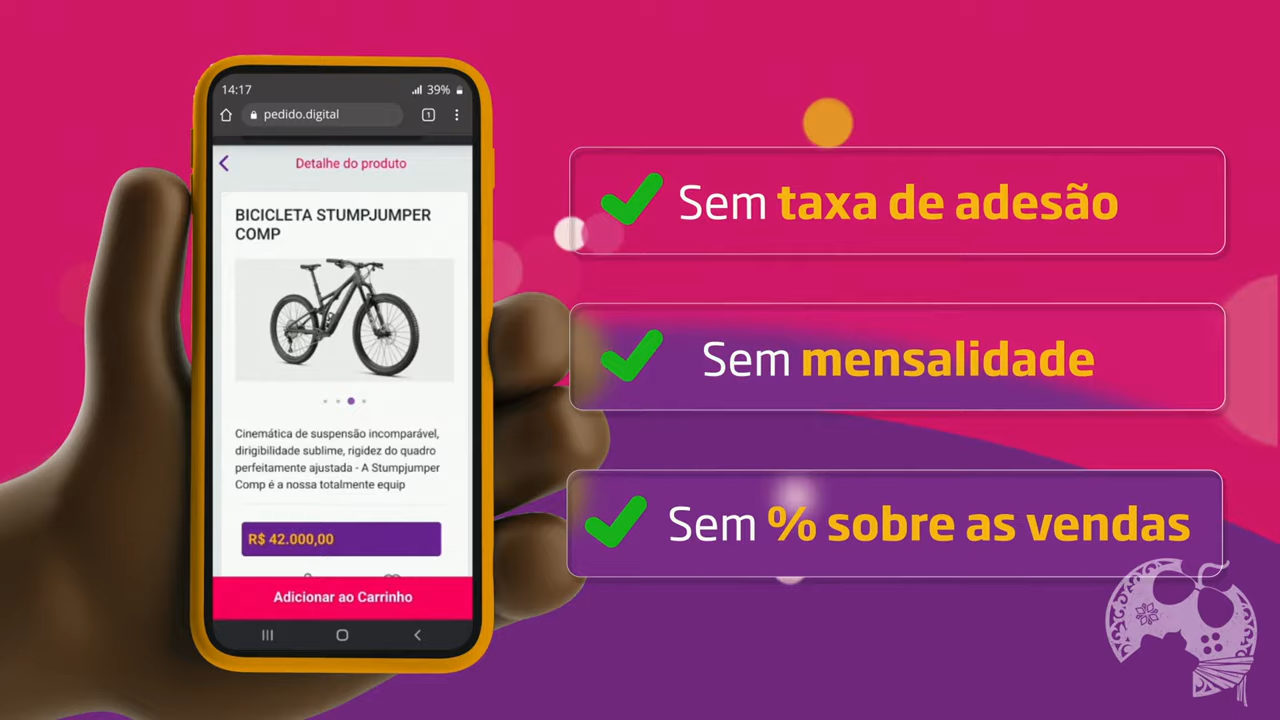 14:17
39%
pedido.digital
1
Detalhe do produto
BICICLETA STUMPJUMPER
COMP
Cinemática de suspensão incomparável,
dirigibilidade sublime, rigidez do quadro
perfeitamente ajustada - A Stumpjumper
Comp é a nossa totalmente equip
R$ 42.000,00
Adicionar ao Carrinho
Sem taxa de adesão
Sem mensalidade
Sem % sobre as vendas